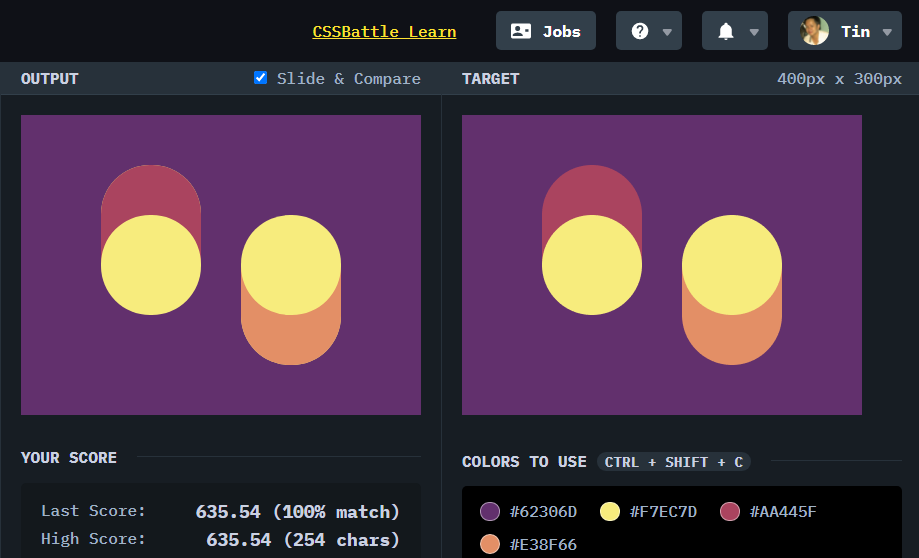 CSSBattle Learn Jobs Tin
OUTPUT Slide & Compare TARGET 400px x 300px
YOUR SCORE
COLORS TO USE CTRL + SHIFT + C
Last Score: 635.54 (100% match)
High Score: 635.54 (254 chars)
#62306D #F7EC7D #AA445F
#E38F66